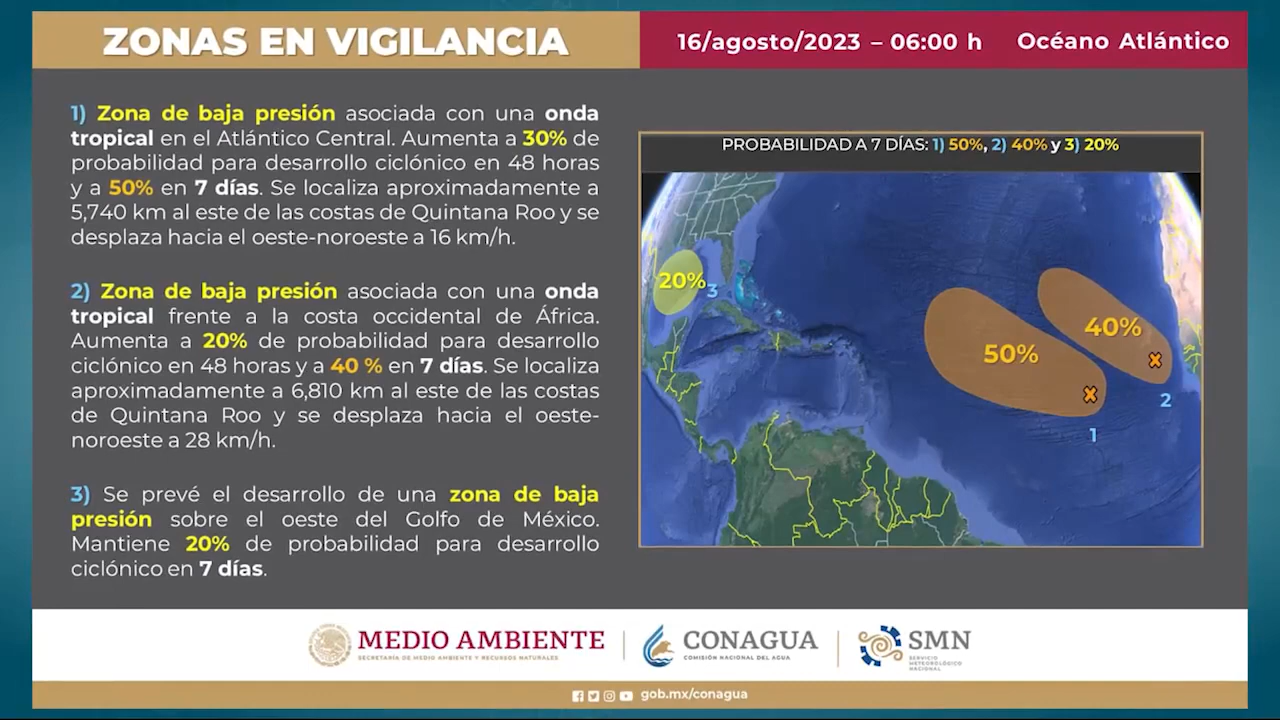 ZONAS EN VIGILANCIA
16/agosto/2023 – 06:00 h Océano Atlántico
1) Zona de baja presión asociada con una onda
tropical en el Atlántico Central. Aumenta a 30% de
probabilidad para desarrollo ciclónico en 48 horas
y a 50% en 7 días. Se localiza aproximadamente a
5,740 km al este de las costas de Quintana Roo y se
desplaza hacia el oeste-noroeste a 16 km/h.
2) Zona de baja presión asociada con una onda
tropical frente a la costa occidental de África.
Aumenta a 20% de probabilidad para desarrollo
ciclónico en 48 horas y a 40 % en 7 días. Se localiza
aproximadamente a 6,810 km al este de las costas
de Quintana Roo y se desplaza hacia el oeste-
noroeste a 28 km/h.
3) Se prevé el desarrollo de una zona de baja
presión sobre el oeste del Golfo de México.
Mantiene 20% de probabilidad para desarrollo
ciclónico en 7 días.
PROBABILIDAD A 7 DÍAS: 1) 50%, 2) 40% y 3) 20%
20%
3
40%
50%
2
1
MEDIO AMBIENTE
SECRETARÍA DE MEDIO AMBIENTE Y RECURSOS NATURALES
CONAGUA
COMISIÓN NACIONAL DEL AGUA
SMN
SERVICIO
METEOROLÓGICO
NACIONAL
gob.mx/conagua